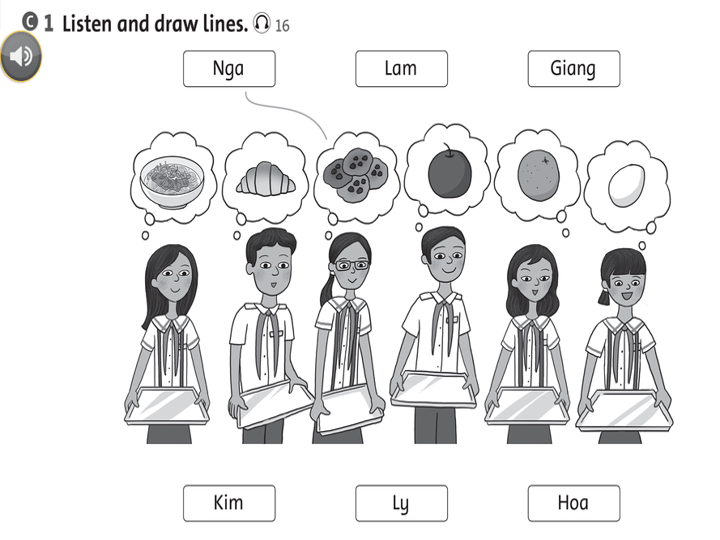 C 1 Listen and draw lines. 16
Nga Lam Giang
Kim Ly Hoa